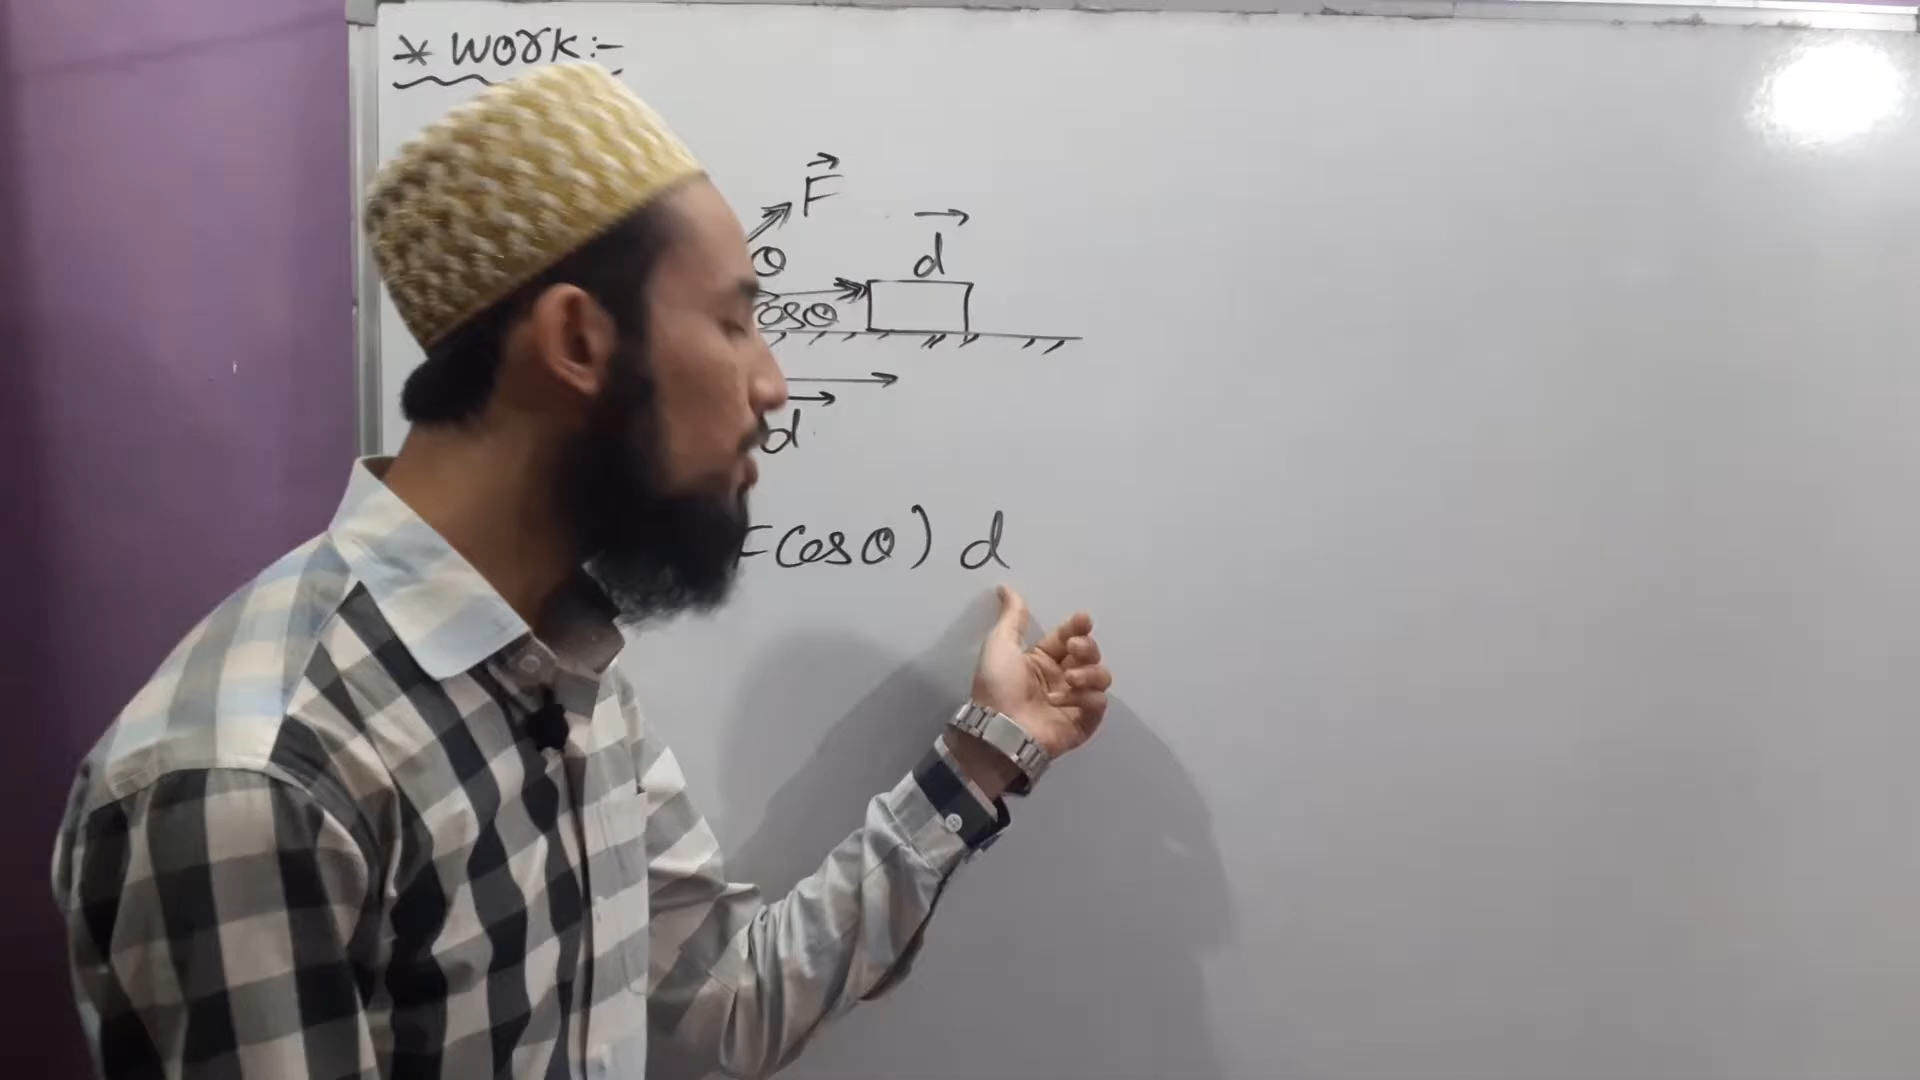 * Work:-
F
θ
d
cosθ
d
F Cosθ) d